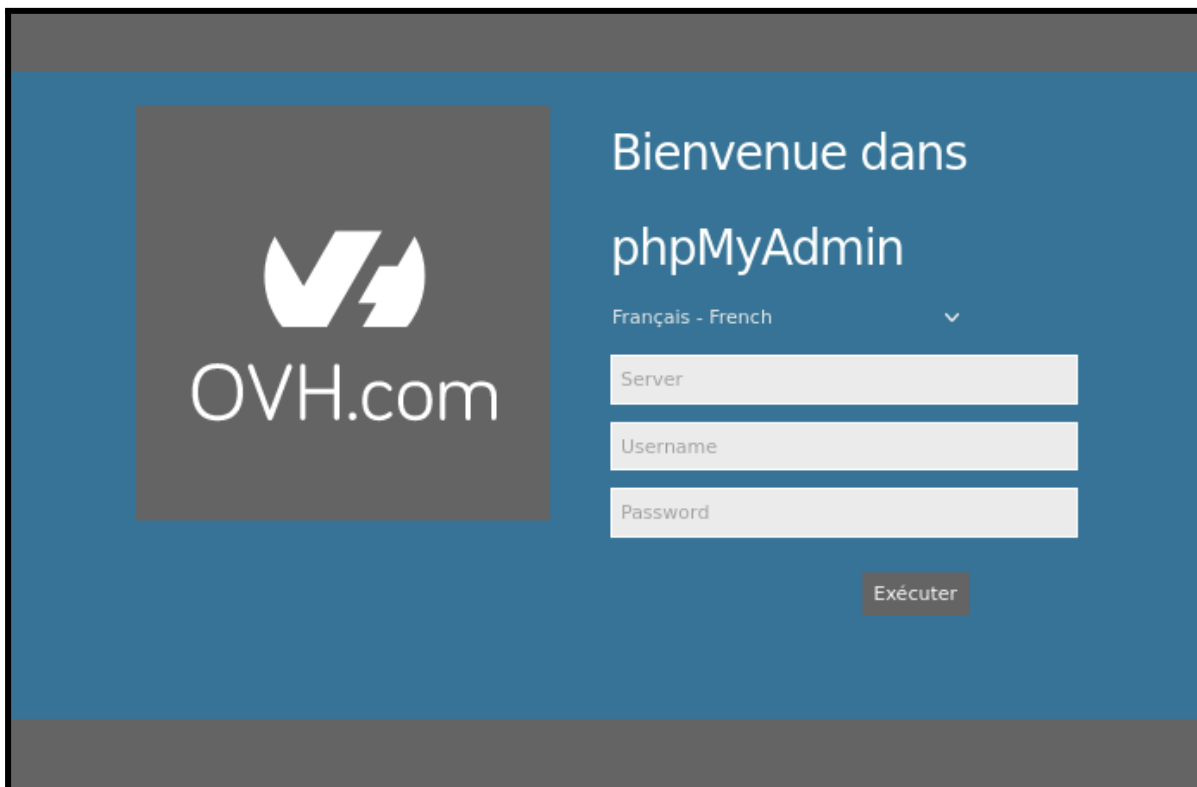 OVH.com
Bienvenue dans
phpMyAdmin
Français - French
Server
Username
Password
Exécuter